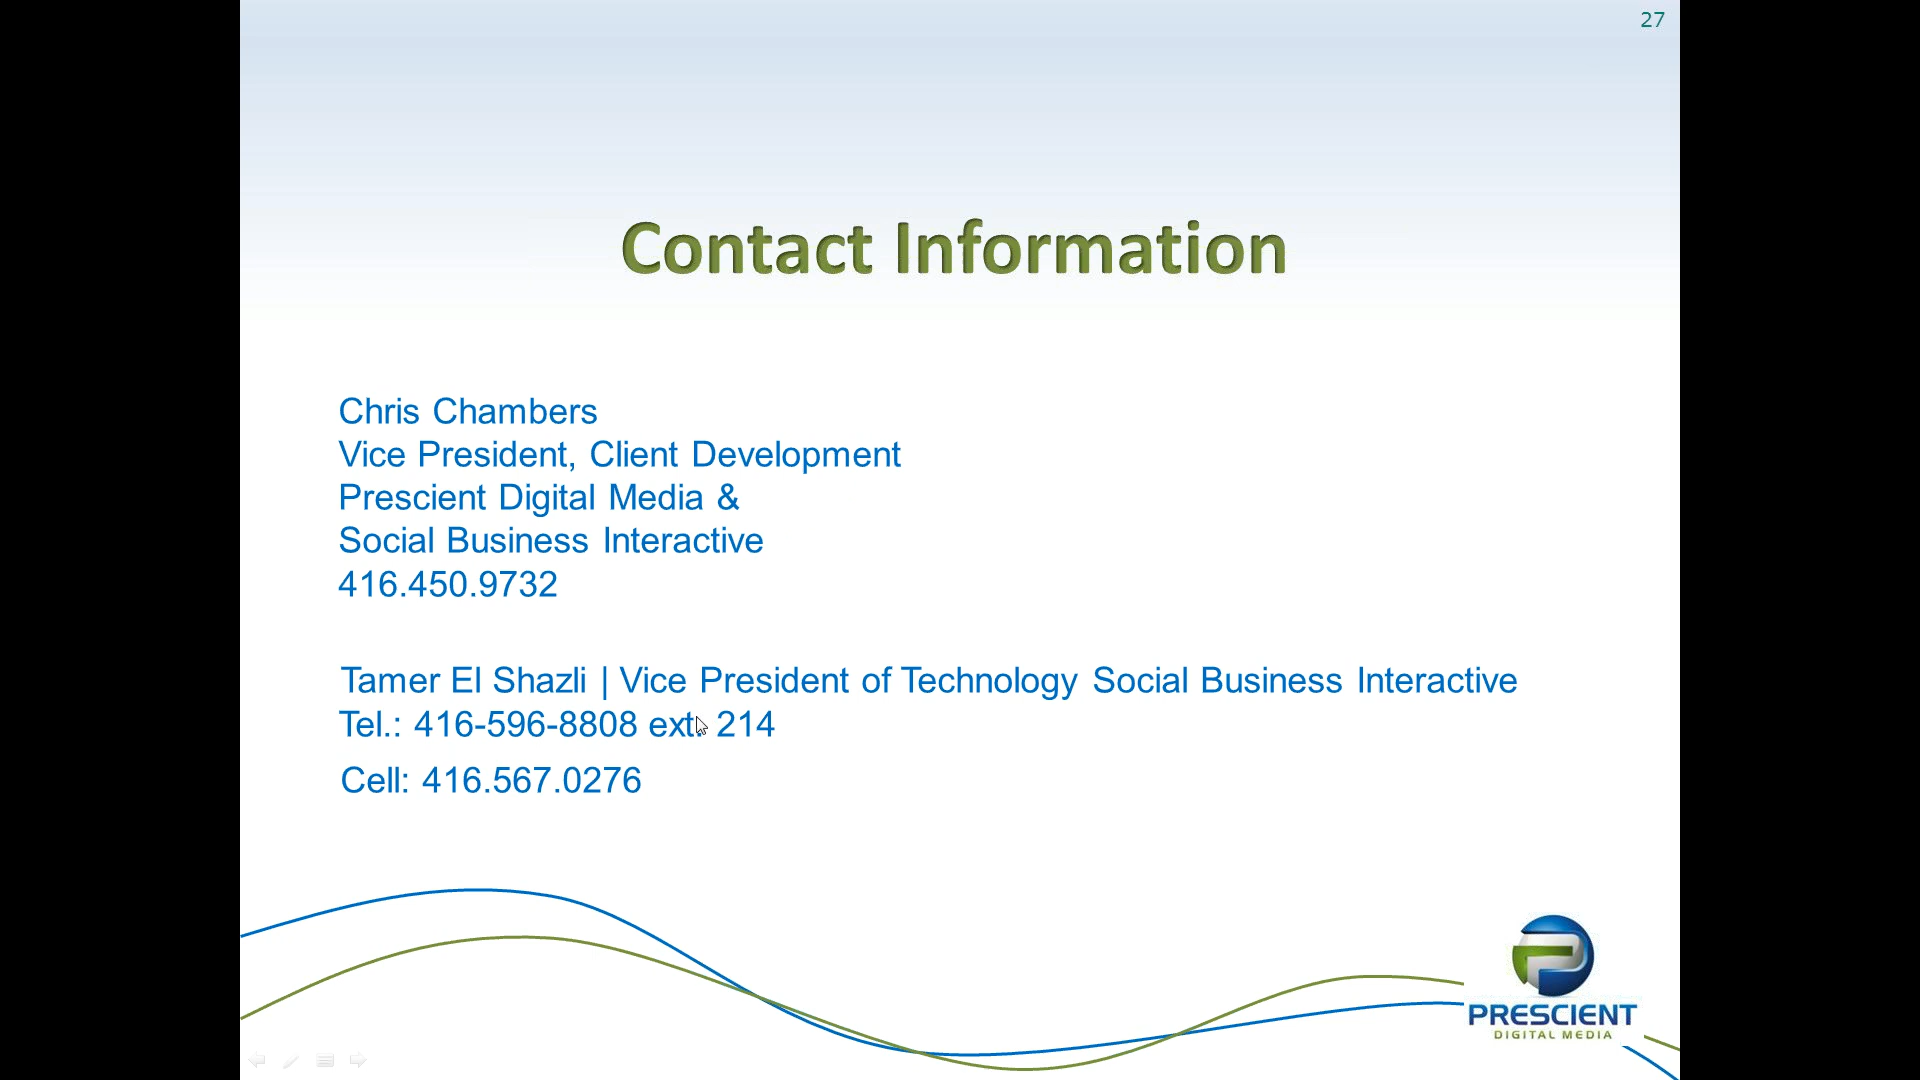 27
Contact Information
Chris Chambers
Vice President, Client Development
Prescient Digital Media &
Social Business Interactive
416.450.9732
Tamer El Shazli | Vice President of Technology Social Business Interactive
Tel.: 416-596-8808 ext. 214
Cell: 416.567.0276
PRESCIENT
DIGITAL MEDIA